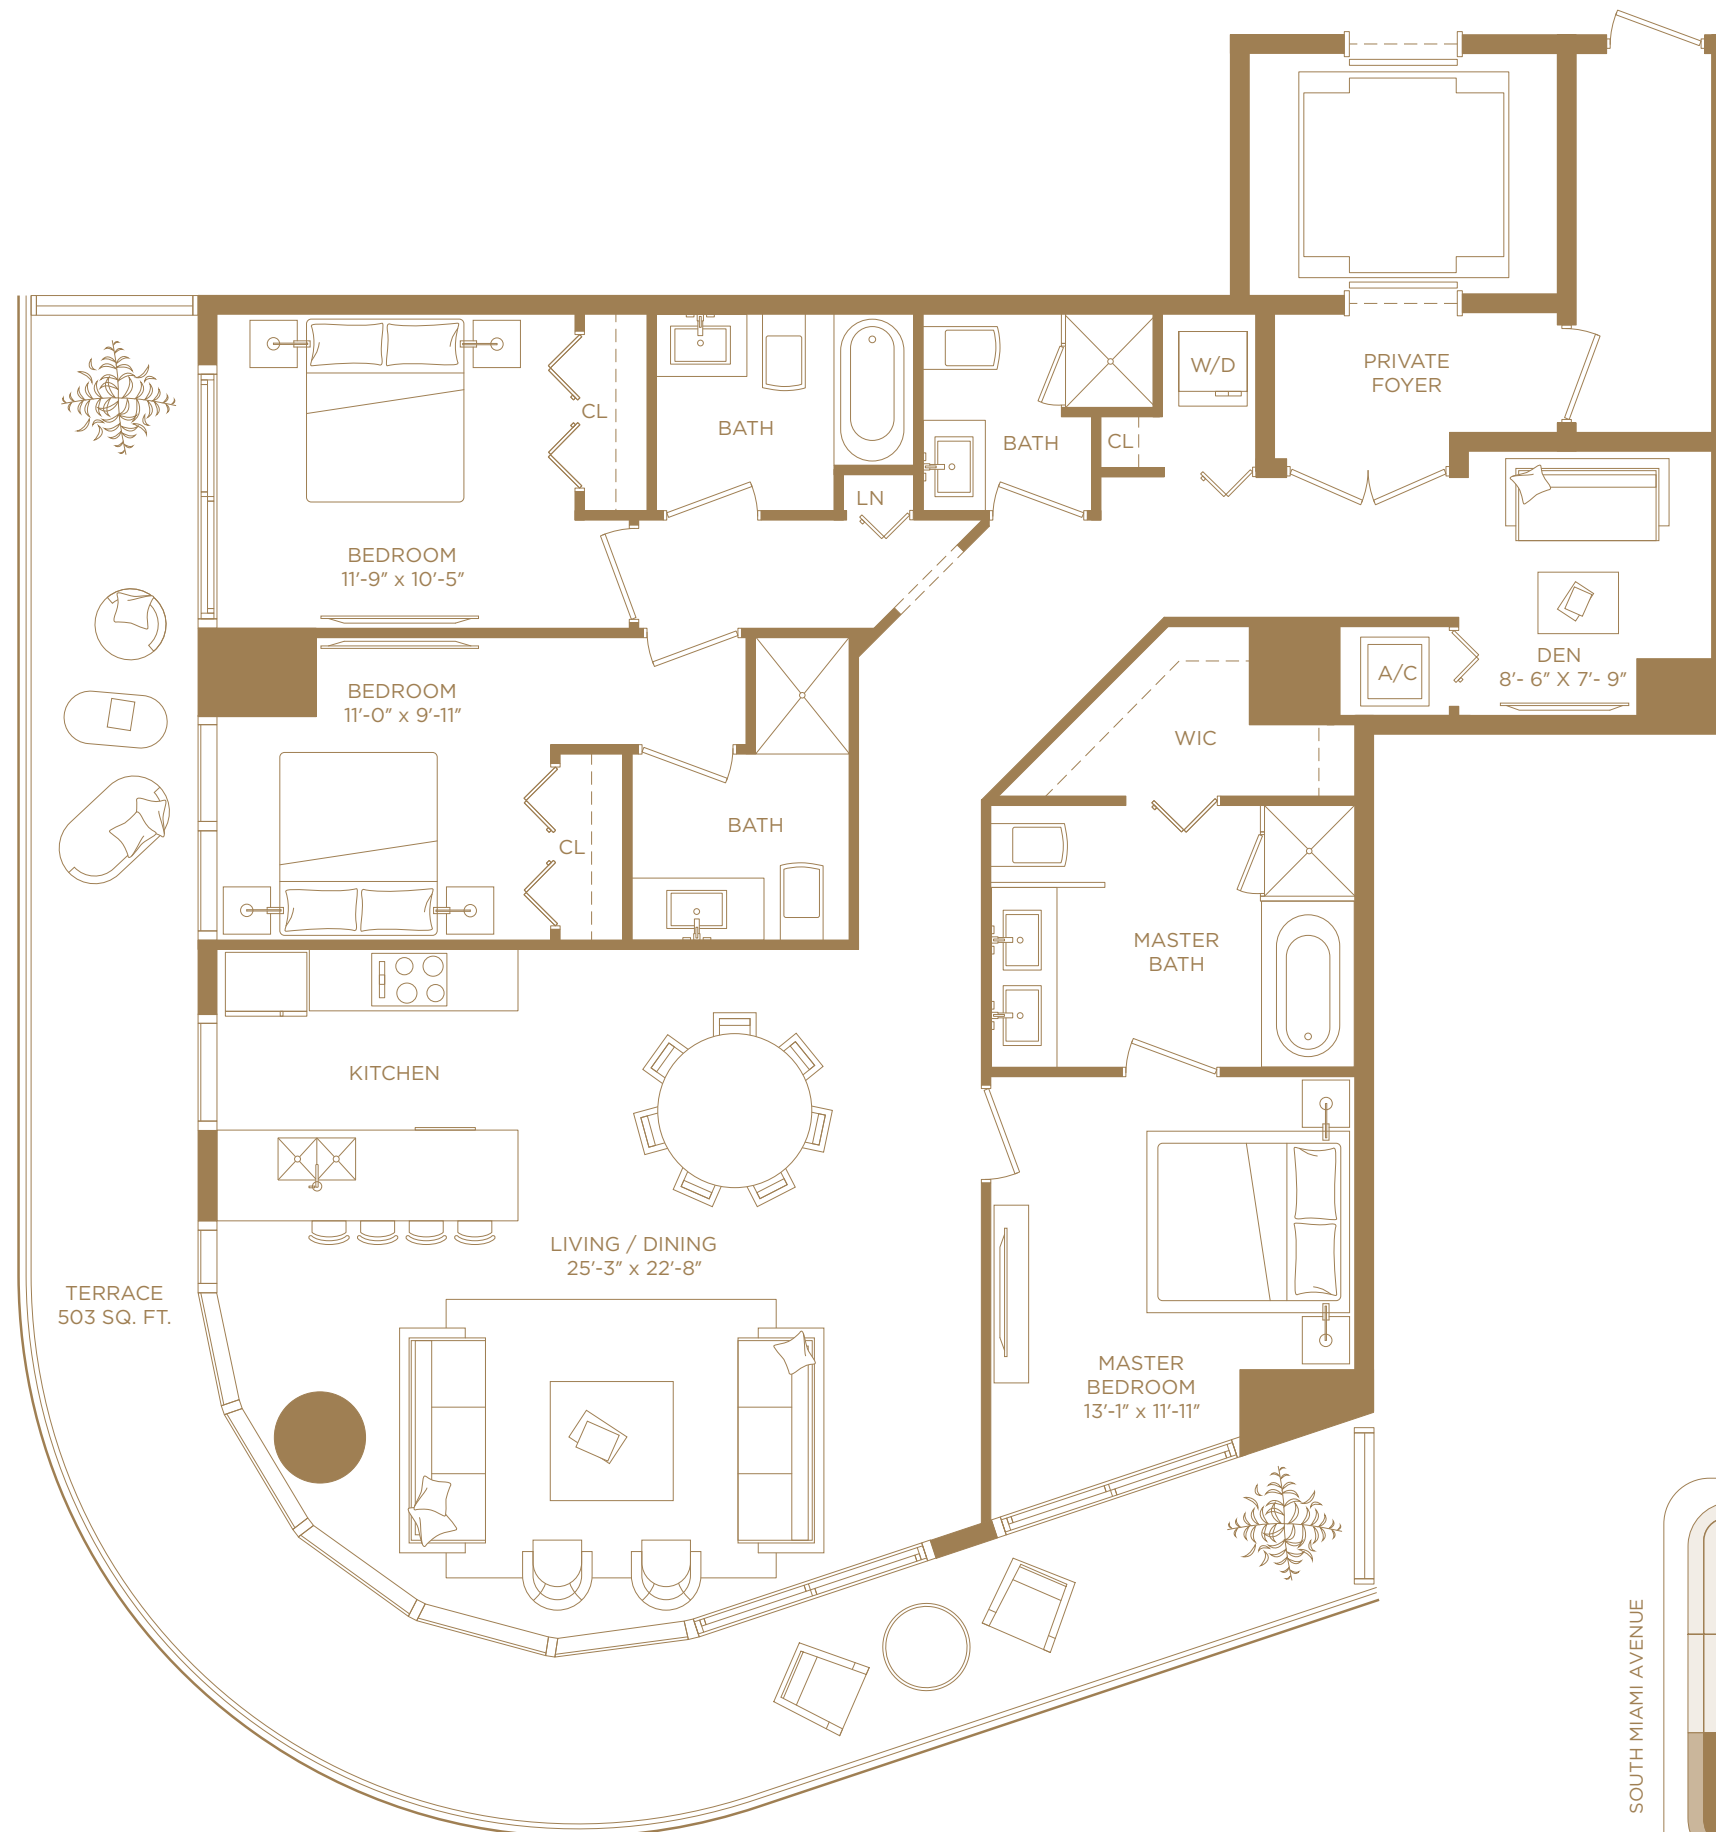 PRIVATE
FOYER
W/D
CL
BATH
BATH
CL
LN
BEDROOM
11'-9" x 10'-5"
DEN
8'- 6" X 7'- 9"
A/C
BEDROOM
11'-0" x 9'-11"
WIC
BATH
CL
MASTER
BATH
KITCHEN
LIVING / DINING
25'-3" x 22'-8"
TERRACE
503 SQ. FT.
MASTER
BEDROOM
13'-1" x 11'-11"
SOUTH MIAMI AVENUE